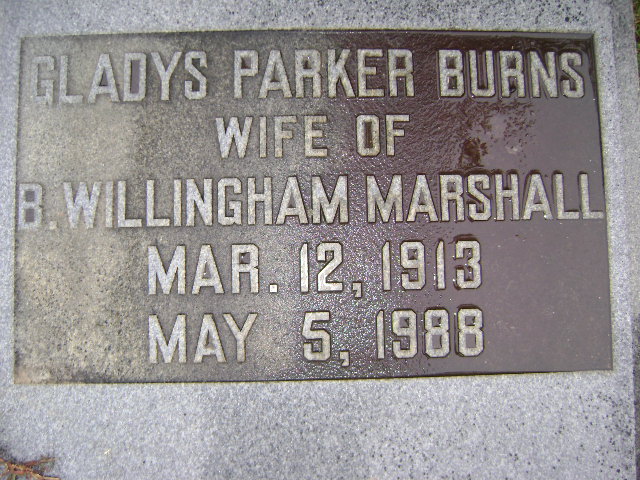 GLADYS PARKER BURNS
WIFE OF
B. WILLINGHAM MARSHALL
MAR. 12, 1913
MAY 5, 1988